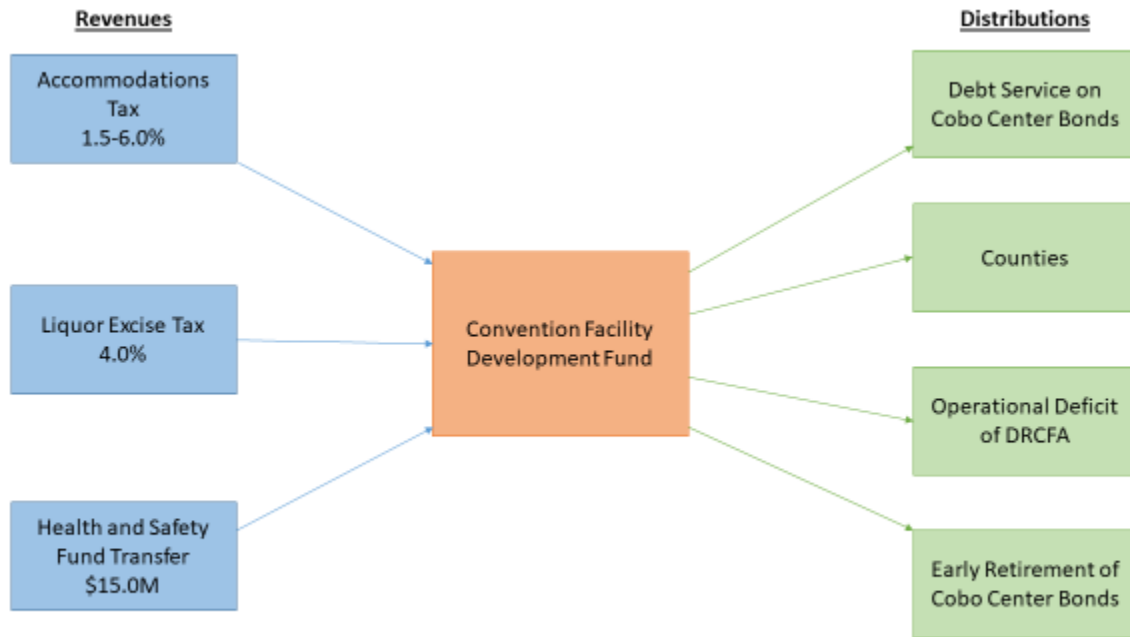 Revenues
Accommodations
Tax
1.5-6.0%
Liquor Excise Tax
4.0%
Health and Safety
Fund Transfer
$15.0M
Convention Facility
Development Fund
Distributions
Debt Service on
Cobo Center Bonds
Counties
Operational Deficit
of DRCFA
Early Retirement of
Cobo Center Bonds